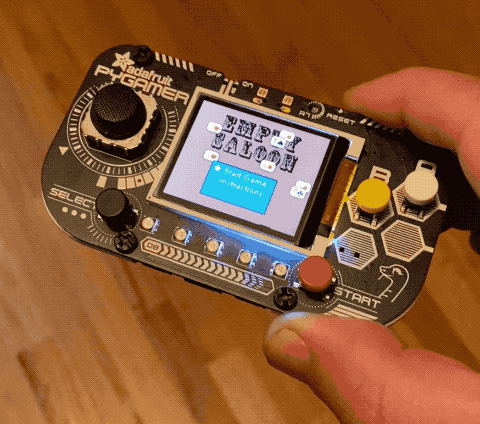 adafruit
PYGAMER
OFF
ON
RESET
EMPTY
SALOON
Start Game
Instructions
SELECT
START